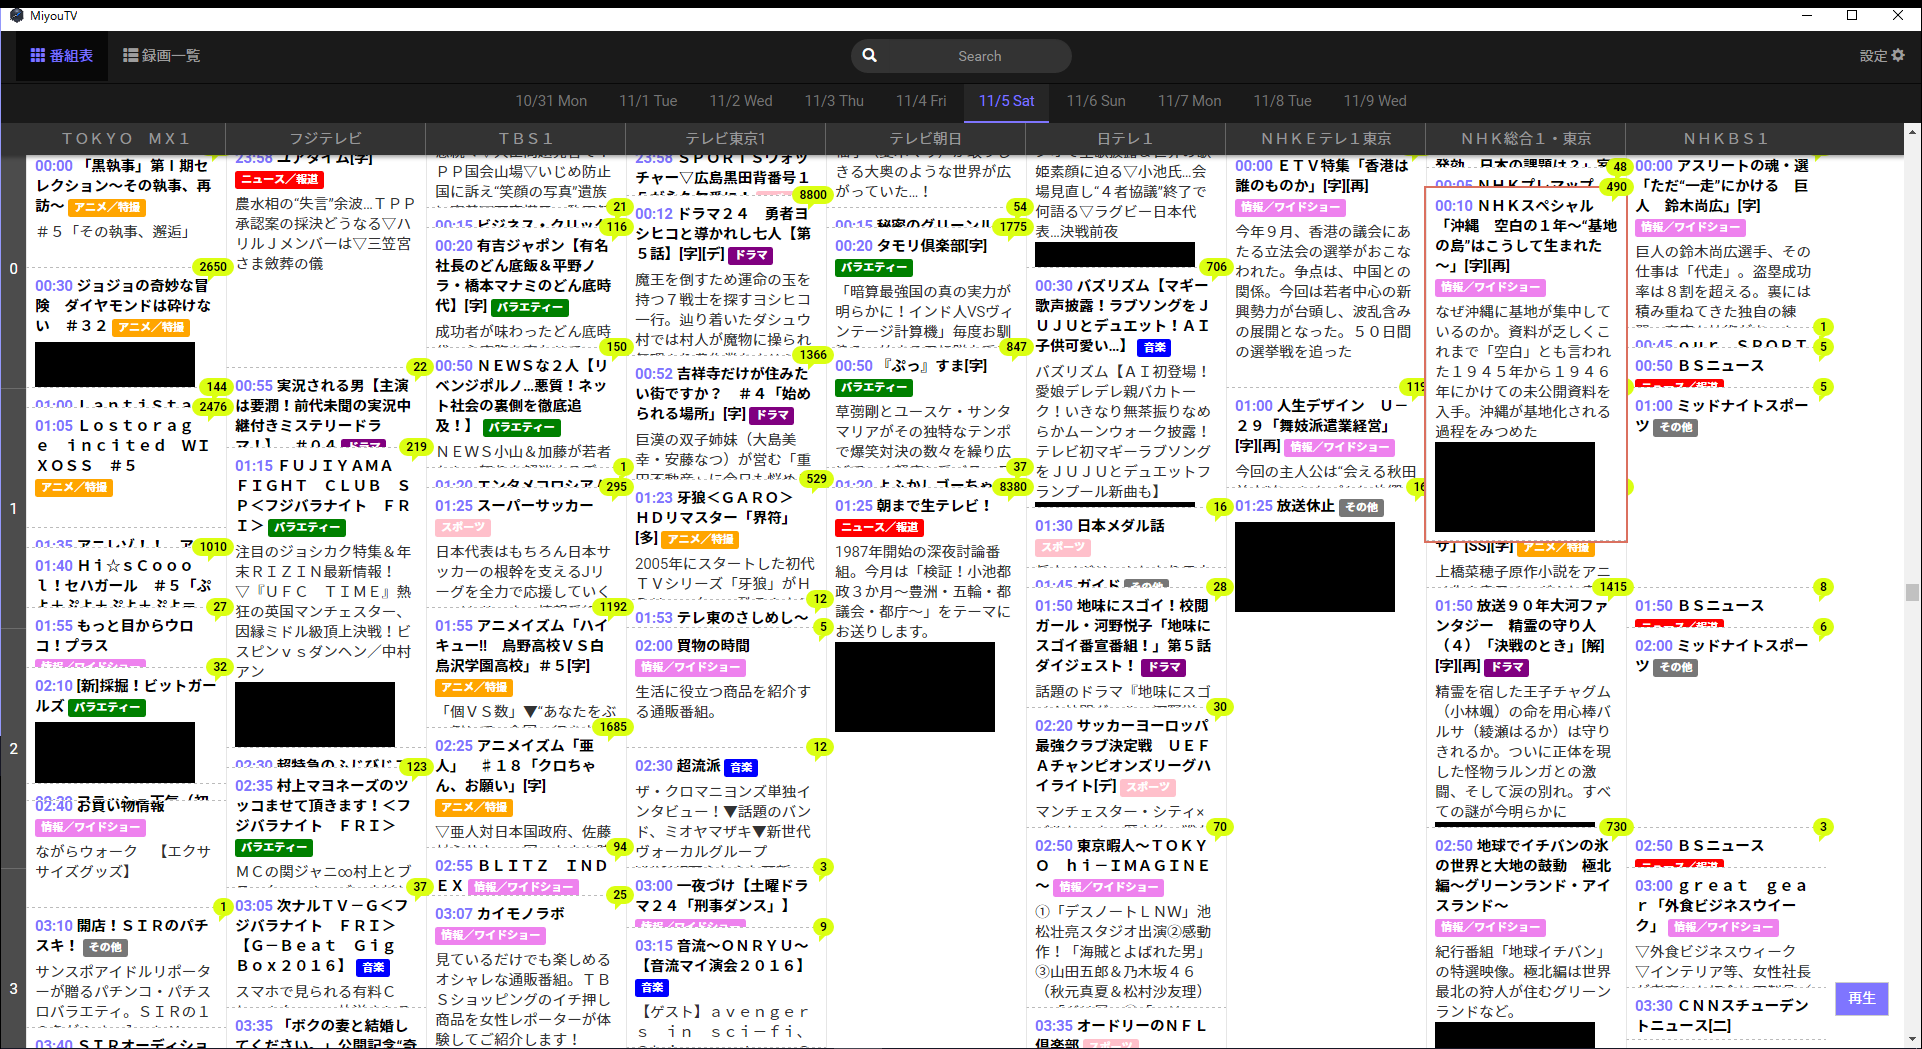 MiyouTV
番組表
録画一覧
Search
設定
10/31 Mon
11/1 Tue
11/2 Wed
11/3 Thu
11/4 Fri
11/5 Sat
11/6 Sun
11/7 Mon
11/8 Tue
11/9 Wed
ＴＯＫＹＯ　ＭＸ１
フジテレビ
ＴＢＳ１
テレビ東京1
テレビ朝日
日テレ１
ＮＨＫＥテレ１東京
ＮＨＫ総合１・東京
ＮＨＫＢＳ１
0
1
2
3
00:00 「黒執事」第Ⅰ期セ
レクション～その執事、再
訪～ アニメ／特撮
＃５「その執事、邂逅」
2650
00:30 ジョジョの奇妙な冒
険　ダイヤモンドは砕けな
い　＃３２ アニメ／特撮
144
2476
01:05 Ｌｏｓｔｏｒａｇ
ｅ　ｉｎｃｉｔｅｄ　ＷＩ
ＸＯＳＳ　＃５
アニメ／特撮
1010
01:40 Ｈｉ☆ｓＣｏｏｏ
ｌ！セハガール　＃５「ぷ
27
01:55 もっと目からウロ
コ！プラス
情報／ワイドショー
32
02:10 [新]採掘！ビットガー
ルズ バラエティー
02:40 お買い物情報
情報／ワイドショー
ながらウォーク　【エクサ
サイズグッズ】
1
03:10 開店！ＳＩＲのパチ
スキ！ その他
サンスポアイドルリポータ
ーが贈るパチンコ・パチス
ロバラエティ。ＳＩＲの１
03:40 ＳＩＲオーディショ
23:58 ユアタイム[字]
ニュース／報道
農水相の“失言”余波…ＴＰＰ
承認案の採決どうなる▽ハ
リルＪメンバーは▽三笠宮
さま斂葬の儀
22
00:55 実況される男【主演
は要潤！前代未聞の実況中
継付きミステリードラ
マ！】　＃０４ ドラマ
219
01:15 ＦＵＪＩＹＡＭＡ
ＦＩＧＨＴ　ＣＬＵＢ　Ｓ
Ｐ＜フジバラナイト　ＦＲ
Ｉ＞ バラエティー
注目のジョシカク特集＆年
末ＲＩＺＩＮ最新情報！
▽『ＵＦＣ　ＴＩＭＥ』熱
狂の英国マンチェスター、
因縁ミドル級頂上決戦！ビ
スピンｖｓダンヘン／中村
アン
123
02:35 村上マヨネーズのツ
ッコませて頂きます！＜フ
ジバラナイト　ＦＲＩ＞
バラエティー
ＭＣの関ジャニ∞村上とブ
37
03:05 次ナルＴＶ－Ｇ＜フ
ジバラナイト　ＦＲＩ＞
【Ｇ－Ｂｅａｔ　Ｇｉｇ
Ｂｏｘ２０１６】 音楽
スマホで見られる有料Ｃ
03:35 「ボクの妻と結婚し
てください。」公開記念“奇
ＰＰ国会山場▽いじめ防止
国に訴え“笑顔の写真”遺族
21
00:15 ビジネス・クリック
116
00:20 有吉ジャポン【有名
社長のどん底飯＆平野ノ
ラ・橋本マナミのどん底時
代】[字] バラエティー
成功者が味わったどん底時
150
00:50 ＮＥＷＳな２人【リ
ベンジポルノ…悪質！ネッ
ト社会の裏側を徹底追
及！】 バラエティー
ＮＥＷＳ小山＆加藤が若者
1
01:20 エンタメコロシアム
295
01:25 スーパーサッカー
スポーツ
日本代表はもちろん日本サ
ッカーの根幹を支えるJリ
ーグを全力で応援していく
1192
01:55 アニメイズム「ハイ
キュー!!　烏野高校ＶＳ白
鳥沢学園高校」＃５[字]
アニメ／特撮
「個ＶＳ数」▼“あなたをぶ
1685
02:25 アニメイズム「亜
人」　＃１８「クロちゃ
ん、お願い」[字]
アニメ／特撮
▽亜人対日本国政府、佐藤
94
02:55 ＢＬＩＴＺ　ＩＮＤ
ＥＸ 情報／ワイドショー
25
03:07 カイモノラボ
情報／ワイドショー
見ているだけでも楽しめる
オシャレな通販番組。ＴＢ
Ｓショッピングのイチ押し
商品を女性レポーターが体
験してご紹介します！
23:58 ＳＰＯＲＴＳウォッ
チャー▽広島黒田背番号１
8800
00:12 ドラマ２４　勇者ヨ
シヒコと導かれし七人【第
５話】[字][デ] ドラマ
魔王を倒すため運命の玉を
持つ７戦士を探すヨシヒコ
一行。辿り着いたダシュウ
村では村人が魔物に操られ
1366
00:52 吉祥寺だけが住みた
い街ですか？　＃４「始め
られる場所」[字] ドラマ
巨漢の双子姉妹（大島美
幸・安藤なつ）が営む「重
529
01:23 牙狼＜ＧＡＲＯ＞
ＨＤリマスター「界符」
[多] アニメ／特撮
2005年にスタートした初代
ＴＶシリーズ「牙狼」がＨ
12
01:53 テレ東のさしめし～
5
02:00 買物の時間
情報／ワイドショー
生活に役立つ商品を紹介す
る通販番組。
12
02:30 超流派 音楽
ザ・クロマニヨンズ単独イ
ンタビュー！▼話題のバン
ド、ミオヤマザキ▼新世代
ヴォーカルグループ
3
03:00 一夜づけ【土曜ドラ
マ２４「刑事ダンス」】
情報／ワイドショー
9
03:15 音流～ＯＮＲＹＵ～
【音流マイ演会２０１６】
音楽
【ゲスト】ａｖｅｎｇｅｒ
ｓ　ｉｎ　ｓｃｉ－ｆｉ、
る大奥のような世界が広
がっていた…！
54
00:15 秘密のグリーンル
1775
00:20 タモリ倶楽部[字]
バラエティー
「暗算最強国の真の実力が
明らかに！インド人VSヴィ
ンテージ計算機」毎度お馴
847
00:50 『ぷっ』すま[字]
バラエティー
草彅剛とユースケ・サンタ
マリアがその独特なテンポ
で爆笑対決の数々を繰り広
37
01:20 よふかしゴーちゃ
8380
01:25 朝まで生テレビ！
ニュース／報道
1987年開始の深夜討論番
組。今月は「検証！小池都
政３か月～豊洲・五輪・都
議会・都庁～」をテーマに
お送りします。
姫素顔に迫る▽小池氏…会
場見直し“４者協議”終了で
何語る▽ラグビー日本代
表…決戦前夜
706
00:30 バズリズム【マギー
歌声披露！ラブソングをＪ
ＵＪＵとデュエット！ＡＩ
子供可愛い…】 音楽
バズリズム【ＡＩ初登場！
愛娘デレデレ親バカトー
ク！いきなり無茶振りなめ
らかムーンウォーク披露！
テレビ初マギーラブソング
をＪＵＪＵとデュエットフ
ランプール新曲も】
16
01:30 日本メダル話
スポーツ
01:45 ガイド その他
28
01:50 地味にスゴイ！校閲
ガール・河野悦子「地味に
スゴイ番宣番組！」第５話
ダイジェスト！ ドラマ
話題のドラマ『地味にスゴ
30
02:20 サッカーヨーロッパ
最強クラブ決定戦　ＵＥＦ
Ａチャンピオンズリーグハ
イライト[デ] スポーツ
マンチェスター・シティ×
70
02:50 東京暇人～ＴＯＫＹ
Ｏ　ｈｉ－ＩＭＡＧＩＮＥ
～ 情報／ワイドショー
①「デスノートＬＮＷ」池
松壮亮スタジオ出演②感動
作！「海賊とよばれた男」
③山田五郎＆乃木坂４６
（秋元真夏＆松村沙友理）
03:35 オードリーのＮＦＬ
倶楽部 スポーツ
00:00 ＥＴＶ特集「香港は
誰のものか」[字][再]
情報／ワイドショー
今年９月、香港の議会にあ
たる立法会の選挙がおこな
われた。争点は、中国との
関係。今回は若者中心の新
興勢力が台頭し、波乱含み
の展開となった。５０日間
の選挙戦を追った
01:00 人生デザイン　Ｕ－
２９「舞妓派遣業経営」
[字][再] 情報／ワイドショー
今回の主人公は“会える秋田
01:25 放送休止 その他
48
00:05 ＮＨＫプレマップ
490
00:10 ＮＨＫスペシャル
「沖縄　空白の１年～“基地
の島”はこうして生まれた
～」[字][再]
情報／ワイドショー
なぜ沖縄に基地が集中して
いるのか。資料が乏しくこ
れまで「空白」とも言われ
た１９４５年から１９４６
年にかけての未公開資料を
入手。沖縄が基地化される
過程をみつめた
サ」[SS][字] アニメ／特撮
上橋菜穂子原作小説をアニ
1415
01:50 放送９０年大河ファ
ンタジー　精霊の守り人
（４）「決戦のとき」[解]
[字][再] ドラマ
精霊を宿した王子チャグム
（小林颯）の命を用心棒バ
ルサ（綾瀬はるか）は守り
きれるか。ついに正体を現
した怪物ラルンガとの激
闘、そして涙の別れ。すべ
ての謎が今明らかに
730
02:50 地球でイチバンの氷
の世界と大地の鼓動　極北
編～グリーンランド・アイ
スランド～
情報／ワイドショー
紀行番組「地球イチバン」
の特選映像。極北編は世界
最北の狩人が住むグリーン
ランドなど。
00:00 アスリートの魂・選
「ただ“一走”にかける　巨
人　鈴木尚広」[字]
情報／ワイドショー
巨人の鈴木尚広選手、その
仕事は「代走」。盗塁成功
率は８割を超える。裏には
積み重ねてきた独自の練
1
5
00:50 ＢＳニュース
ニュース／報道
5
01:00 ミッドナイトスポー
ツ その他
8
01:50 ＢＳニュース
ニュース／報道
6
02:00 ミッドナイトスポー
ツ その他
3
02:50 ＢＳニュース
ニュース／報道
03:00 ｇｒｅａｔ　ｇｅａ
ｒ「外食ビジネスウイー
ク」 情報／ワイドショー
▽外食ビジネスウィーク
▽インテリア等、女性社長
03:30 ＣＮＮスチューデン
トニュース[二]
再生